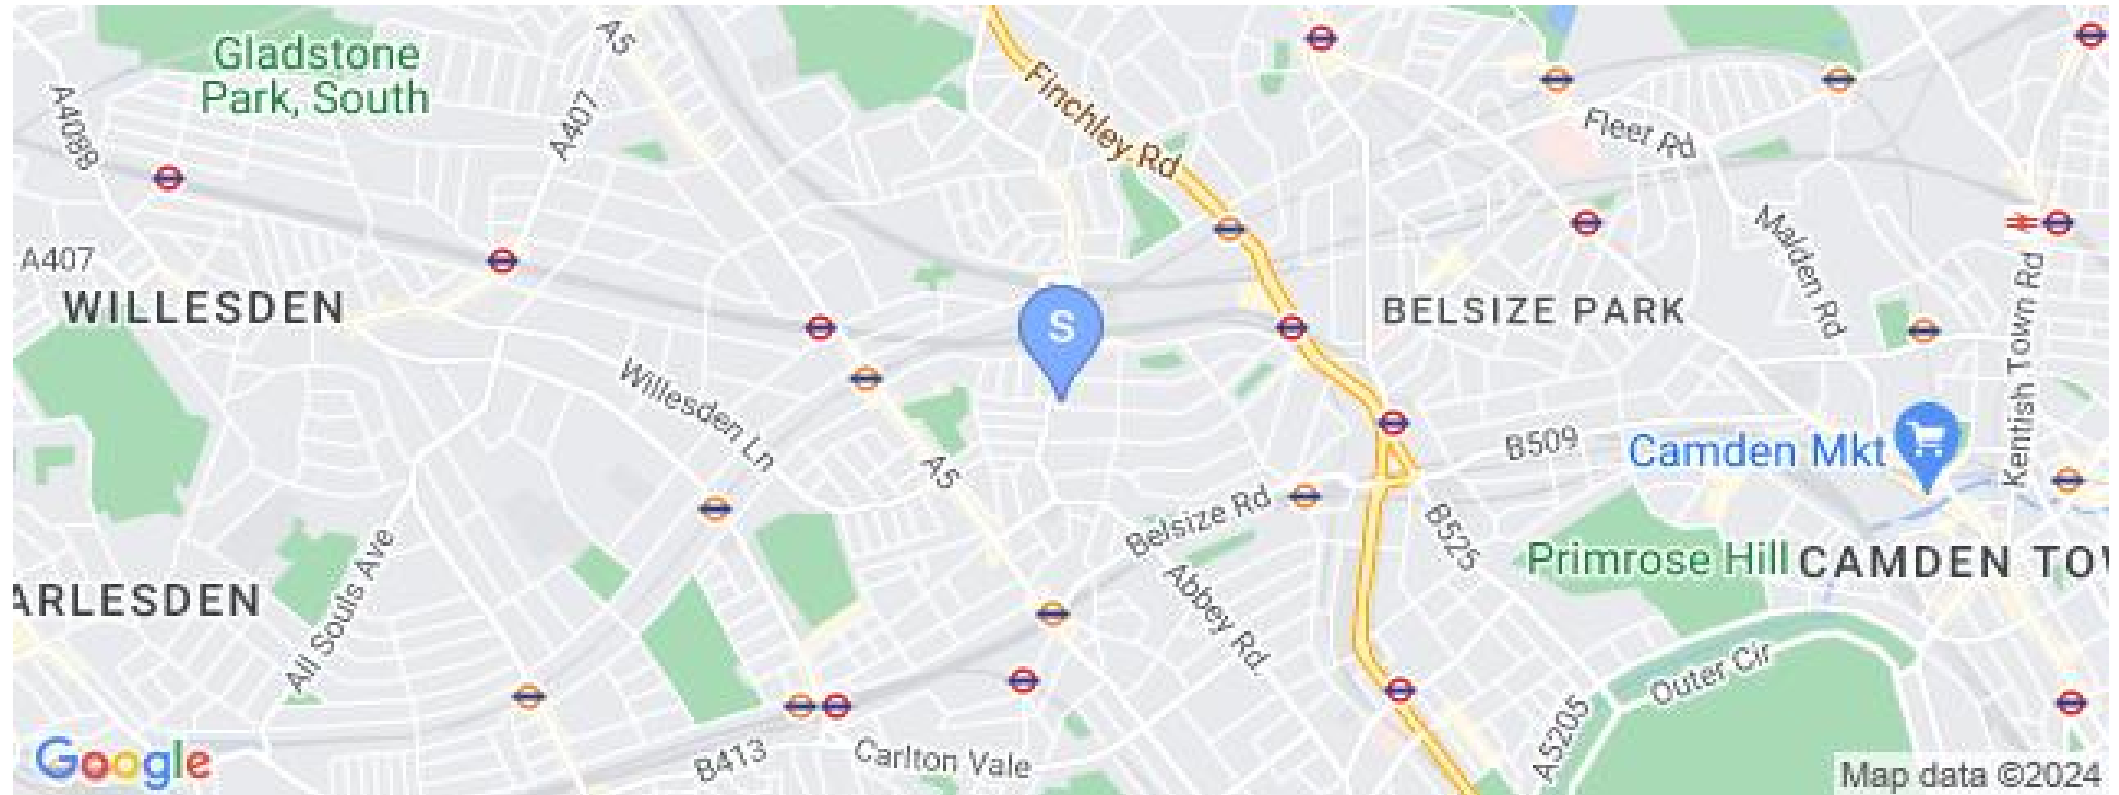 Gladstone
Park, South
A5
A4089
A407
Finchley Rd
Fleet Rd
A407
WILLESDEN
S
BELSIZE PARK
Malden Rd
Kentish Town Rd
Willesden Ln
A5
B509
Camden Mkt
Belsize Rd
B525
Primrose Hill
CAMDEN TOW
ARLESDEN
All Souls Ave
Abbey Rd.
Outer Cir
A5205
B413
Carlton Vale
Google
Map data ©2024